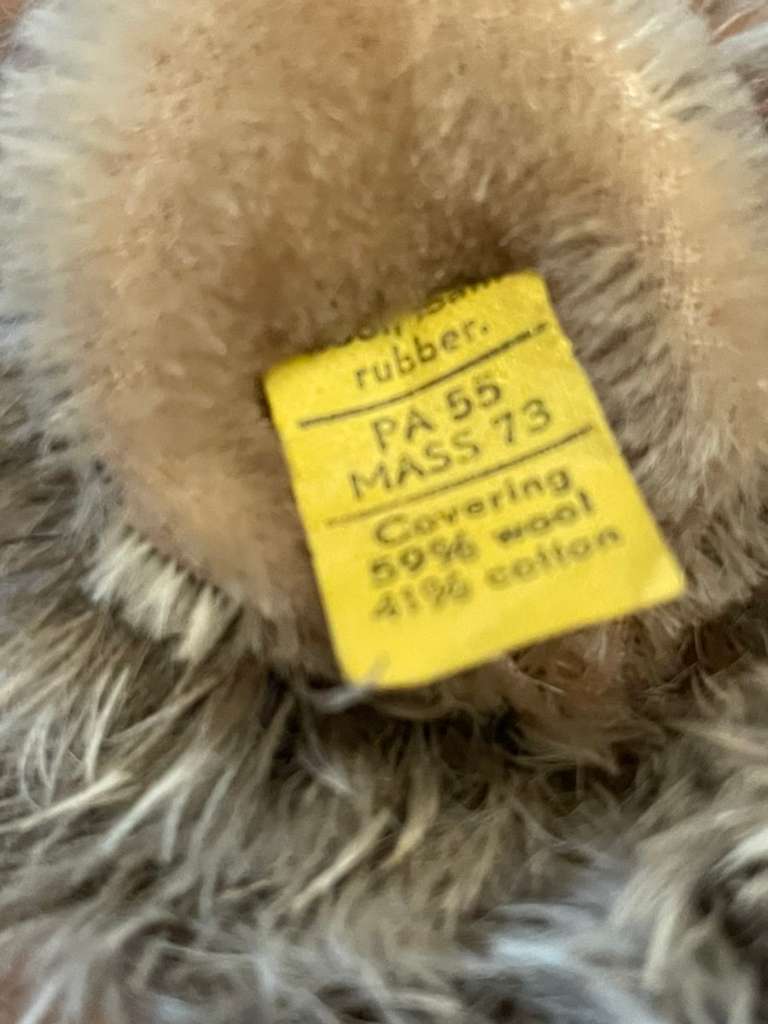 rubber.
PA 55
MASS 73
Covering
59% wool
41% cotton